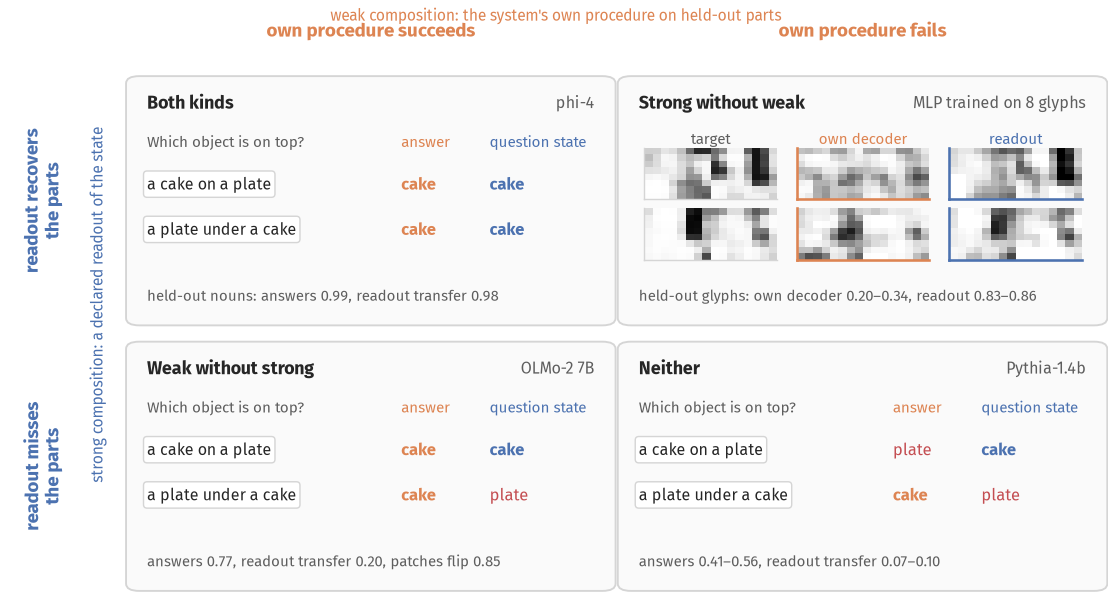 weak composition: the system's own procedure on held-out parts
own procedure succeeds
own procedure fails
strong composition: a declared readout of the state
readout recovers
the parts
Both kinds
phi-4
Which object is on top?
answer
question state
a cake on a plate
cake
cake
a plate under a cake
cake
cake
held-out nouns: answers 0.99, readout transfer 0.98
Strong without weak
MLP trained on 8 glyphs
target
own decoder
readout
held-out glyphs: own decoder 0.20–0.34, readout 0.83–0.86
readout misses
the parts
Weak without strong
OLMo-2 7B
Which object is on top?
answer
question state
a cake on a plate
cake
cake
a plate under a cake
cake
plate
answers 0.77, readout transfer 0.20, patches flip 0.85
Neither
Pythia-1.4b
Which object is on top?
answer
question state
a cake on a plate
plate
cake
a plate under a cake
cake
plate
answers 0.41–0.56, readout transfer 0.07–0.10